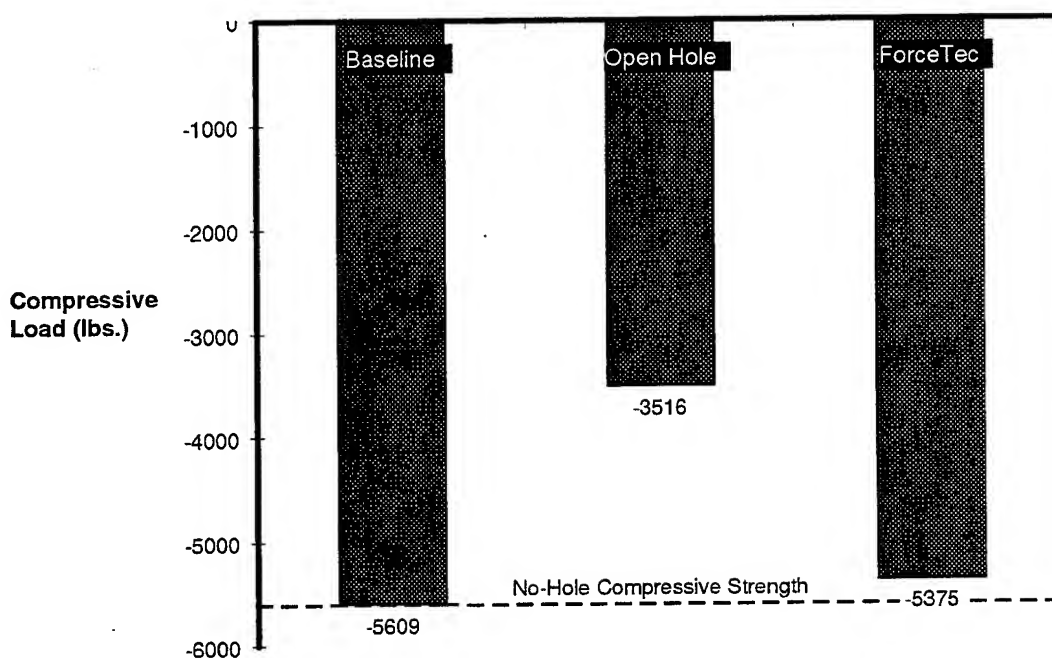 0
Baseline
Open Hole
ForceTec
-1000
-2000
Compressive
Load (lbs.)
-3000
-3516
-4000
-5000
No-Hole Compressive Strength
-5375
-5609
-6000